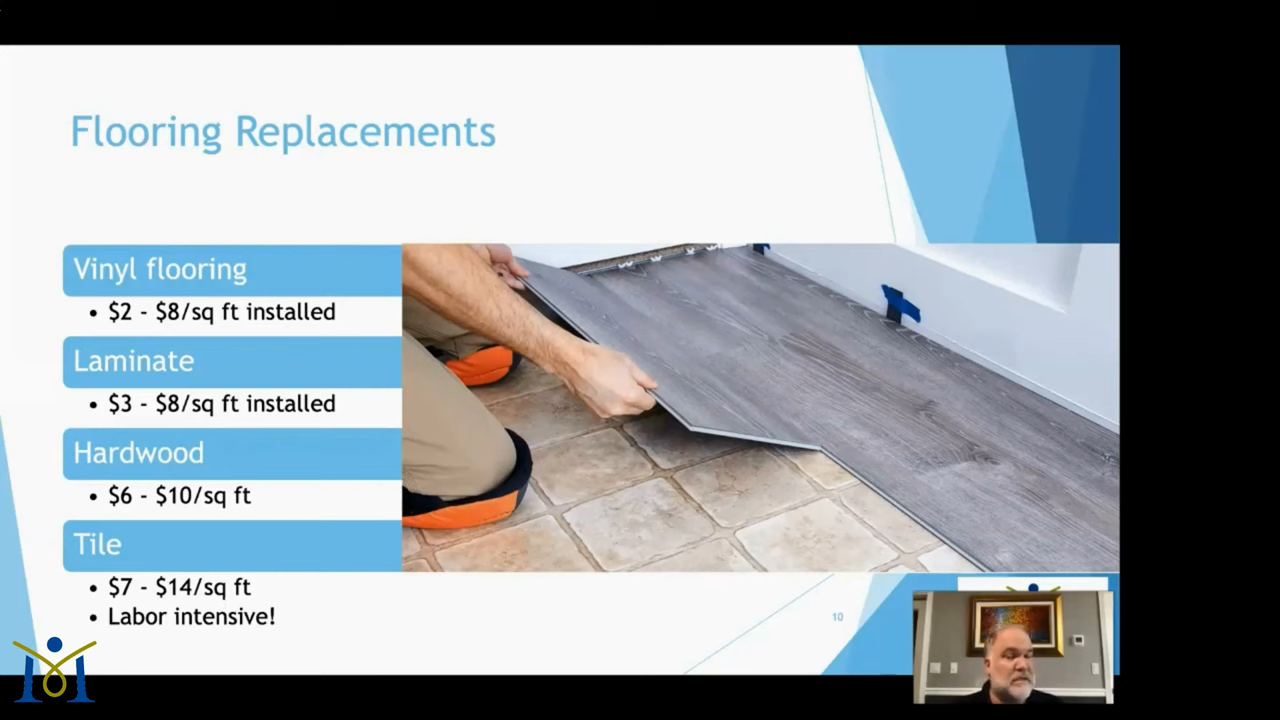 Flooring Replacements
Vinyl flooring
• $2 - $8/sq ft installed
Laminate
• $3 - $8/sq ft installed
Hardwood
• $6 - $10/sq ft
Tile
• $7 - $14/sq ft
• Labor intensive!
10